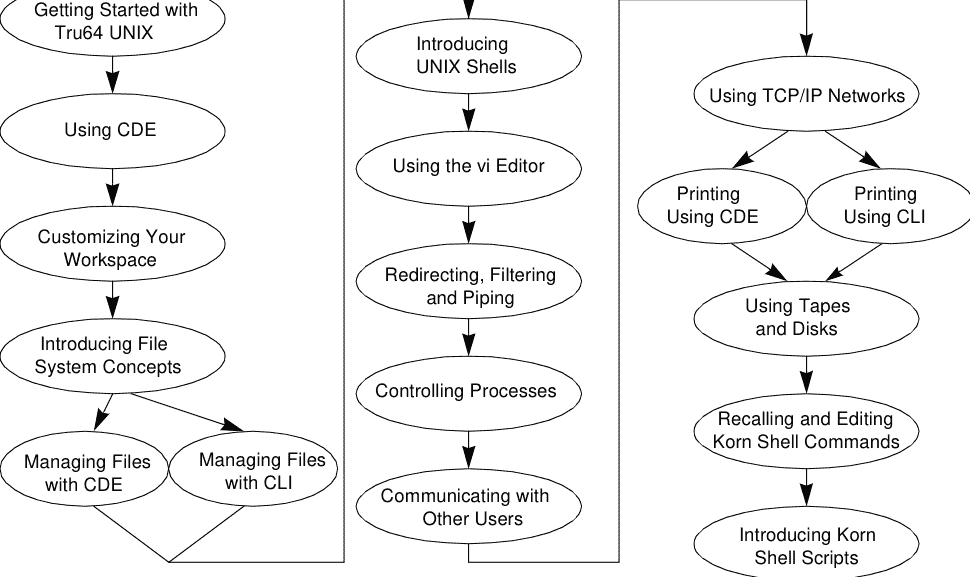 Getting Started with
Tru64 UNIX
Using CDE
Customizing Your
Workspace
Introducing File
System Concepts
Managing Files
with CDE
Managing Files
with CLI
Introducing
UNIX Shells
Using the vi Editor
Redirecting, Filtering
and Piping
Controlling Processes
Communicating with
Other Users
Using TCP/IP Networks
Printing
Using CDE
Printing
Using CLI
Using Tapes
and Disks
Recalling and Editing
Korn Shell Commands
Introducing Korn
Shell Scripts